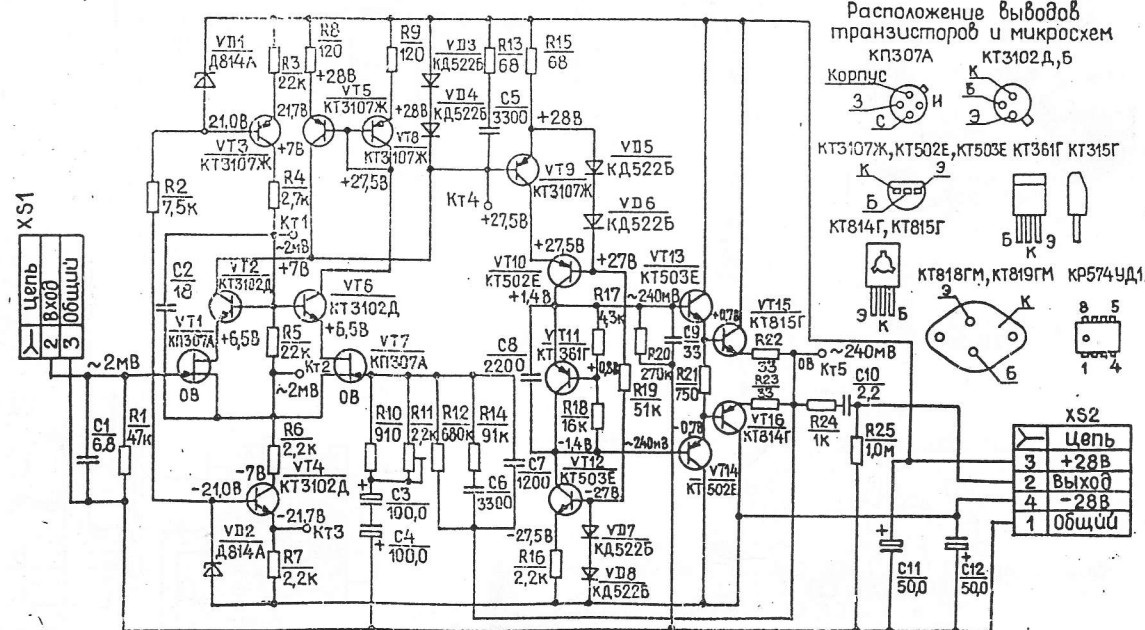 Расположение выводов
транзисторов и микросхем
КП307А
КТ3102Д,Б
Корпус
З
И
С
К
Б
Э
КТ3107Ж,КТ502Е,КТ503Е КТ361Г КТ315Г
К
Э
Б
Б
К
Э
КТ814Г,КТ815Г
Э
К
Б
КТ818ГМ,КТ819ГМ
КР574УД1
Э
К
Б
8
5
1
4
XS1
цепь
2
Вход
3
Общий
~2мВ
C1
6,8
R1
47к
VD1
Д814А
R3
22к
R8
120
R9
120
VD3
КД522Б
VD4
КД522Б
R13
68
R15
68
C5
3300
+28В
VT5
КТ3107Ж
21,0В
21,7В
+7В
VT3
КТ3107Ж
+28В
VT8
КТ3107Ж
+27,5В
R2
7,5к
R4
2,7к
Кт1
~2мВ
+7В
C2
18
VT2
КТ3102Д
VT6
КТ3102Д
+6,5В
+6,5В
VT1
КП307А
0В
R5
22к
Кт2
~2мВ
VT7
КП307А
0В
R6
2,2к
-7В
VT4
КТ3102Д
-21,0В
-21,7В
Кт3
VD2
Д814А
R7
2,2к
R10
910
R11
2,2к
R12
680к
R14
91к
C3
100,0
C4
100,0
C6
3300
C7
1200
C8
2200
+28В
VT9
КТ3107Ж
Кт4
+27,5В
VD5
КД522Б
VD6
КД522Б
+27,5В
+27В
VT10
КТ502Е
+1,4В
R17
4,3к
~240мВ
VT11
КТ361Г
+0,8В
R18
16к
-1,4В
R19
51к
R20
270к
C9
33
~240мВ
VT12
КТ503Е
-27В
-27,5В
R16
2,2к
VD7
КД522Б
VD8
КД522Б
VT13
КТ503Е
+0,7В
VT15
КТ815Г
R21
750
R22
33
R23
33
-0,7В
VT16
КТ814Г
VT14
КТ502Е
0В
~240мВ
Кт5
C10
2,2
R24
1к
R25
1,0м
C11
50,0
C12
50,0
XS2
цепь
3
+28В
2
Выход
4
-28В
1
Общий